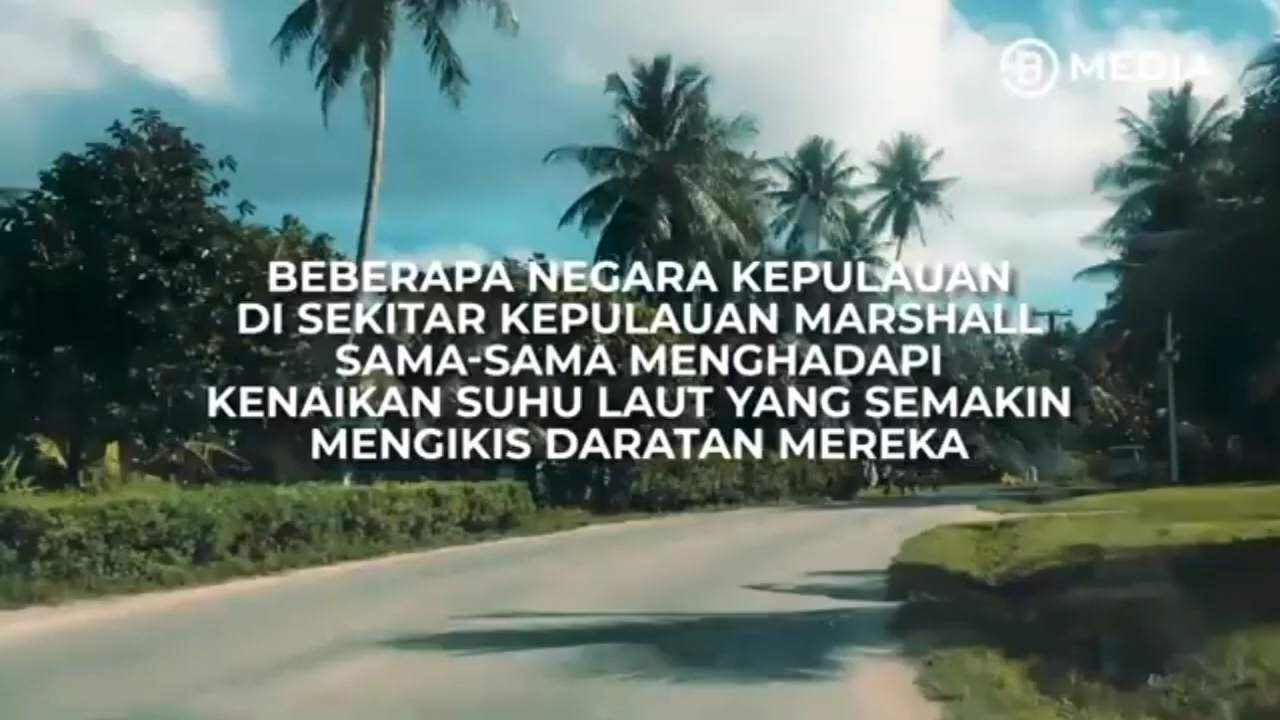 B MEDIA
BEBERAPA NEGARA KEPULAUAN
DI SEKITAR KEPULAUAN MARSHALL
SAMA-SAMA MENGHADAPI
KENAIKAN SUHU LAUT YANG SEMAKIN
MENGIKIS DARATAN MEREKA